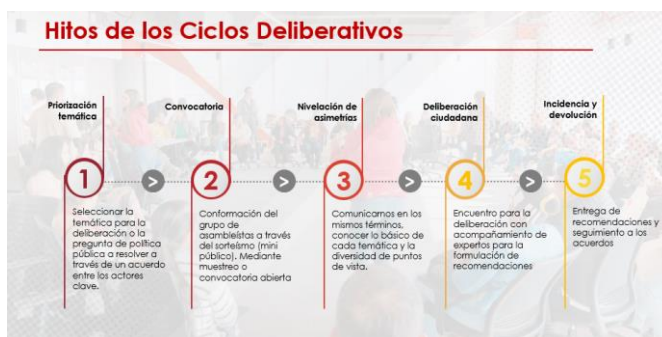 Hitos de los Ciclos Deliberativos
Priorización
temática
1
Seleccionar la
temática para la
deliberación o la
pregunta de política
pública a resolver a
través de un acuerdo
entre los actores
clave.
>
Convocatoria
2
Conformación del
grupo de
asambleístas a través
del sorteísmo (mini
público). Mediante
muestreo o
convocatoria abierta
>
Nivelación de
asimetrías
3
Comunicarnos en los
mismos términos,
conocer lo básico de
cada temática y la
diversidad de puntos
de vista.
>
Deliberación
ciudadana
4
Encuentro para la
deliberación con
acompañamiento de
expertos para la
formulación de
recomendaciones
>
Incidencia y
devolución
5
Entrega de
recomendaciones y
seguimiento a los
acuerdos